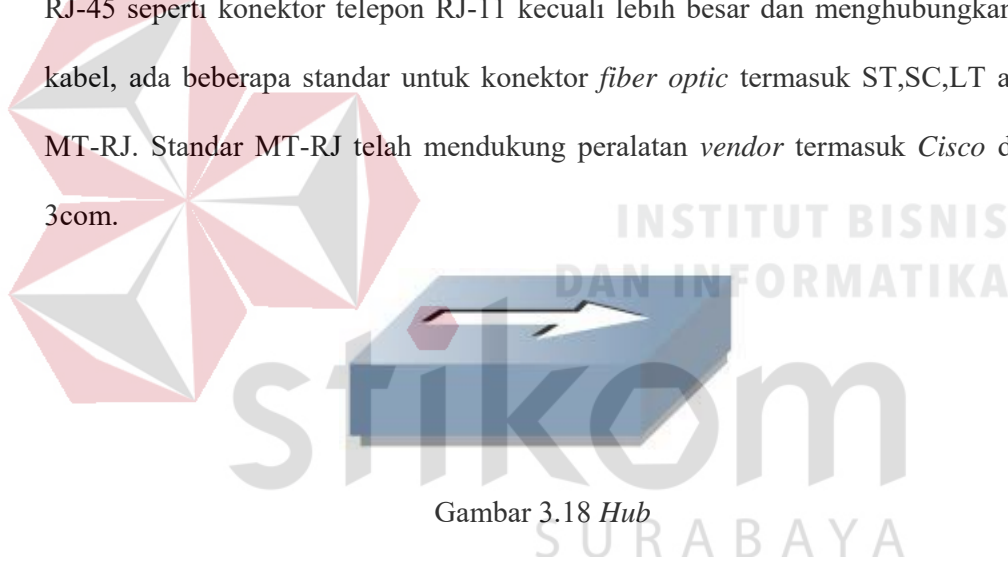 RJ-45 seperti konektor telepon RJ-11 kecuali lebih besar dan menghubungkan
kabel, ada beberapa standar untuk konektor fiber optic termasuk ST,SC,LT a
MT-RJ. Standar MT-RJ telah mendukung peralatan vendor termasuk Cisco d
3com.
INSTITUT BISNIS
DAN INFORMATIKA
stikom
Gambar 3.18 Hub
SURABAYA